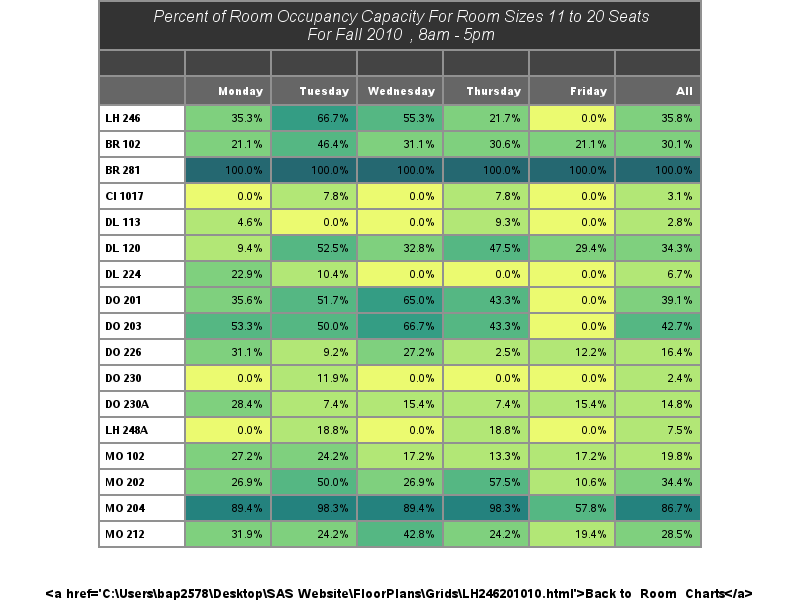 Percent of Room Occupancy Capacity For Room Sizes 11 to 20 Seats
For Fall 2010 , 8am - 5pm
Monday Tuesday Wednesday Thursday Friday All
LH 246 35.3% 66.7% 55.3% 21.7% 0.0% 35.8%
BR 102 21.1% 46.4% 31.1% 30.6% 21.1% 30.1%
BR 281 100.0% 100.0% 100.0% 100.0% 100.0% 100.0%
CI 1017 0.0% 7.8% 0.0% 7.8% 0.0% 3.1%
DL 113 4.6% 0.0% 0.0% 9.3% 0.0% 2.8%
DL 120 9.4% 52.5% 32.8% 47.5% 29.4% 34.3%
DL 224 22.9% 10.4% 0.0% 0.0% 0.0% 6.7%
DO 201 35.6% 51.7% 65.0% 43.3% 0.0% 39.1%
DO 203 53.3% 50.0% 66.7% 43.3% 0.0% 42.7%
DO 226 31.1% 9.2% 27.2% 2.5% 12.2% 16.4%
DO 230 0.0% 11.9% 0.0% 0.0% 0.0% 2.4%
DO 230A 28.4% 7.4% 15.4% 7.4% 15.4% 14.8%
LH 248A 0.0% 18.8% 0.0% 18.8% 0.0% 7.5%
MO 102 27.2% 24.2% 17.2% 13.3% 17.2% 19.8%
MO 202 26.9% 50.0% 26.9% 57.5% 10.6% 34.4%
MO 204 89.4% 98.3% 89.4% 98.3% 57.8% 86.7%
MO 212 31.9% 24.2% 42.8% 24.2% 19.4% 28.5%
<a href='C:\Users\bap2578\Desktop\SAS Website\FloorPlans\Grids\LH246201010.html'>Back to Room Charts</a>